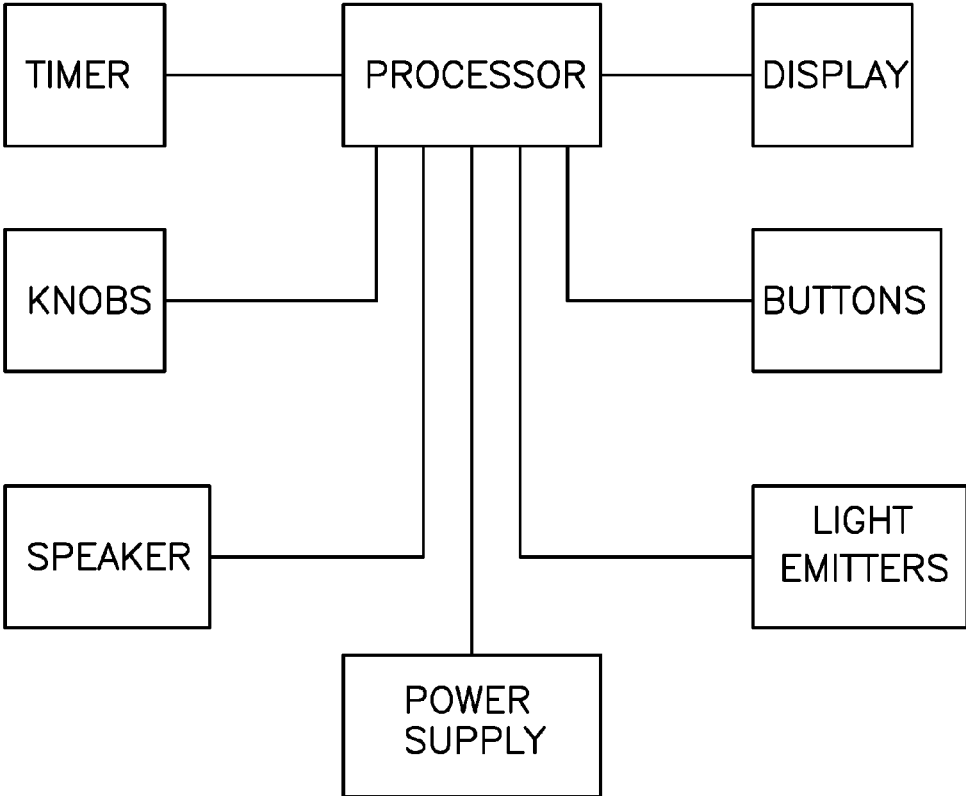 TIMER
PROCESSOR
DISPLAY
KNOBS
BUTTONS
SPEAKER
LIGHT
EMITTERS
POWER
SUPPLY